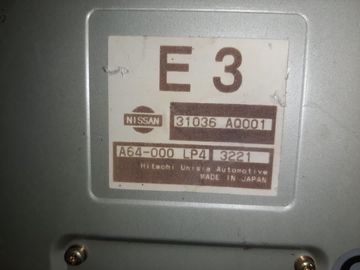 E 3
NISSAN
31036 A0001
A64-000 LP4 3221
Hitachi Unisia Automotive
MADE IN JAPAN